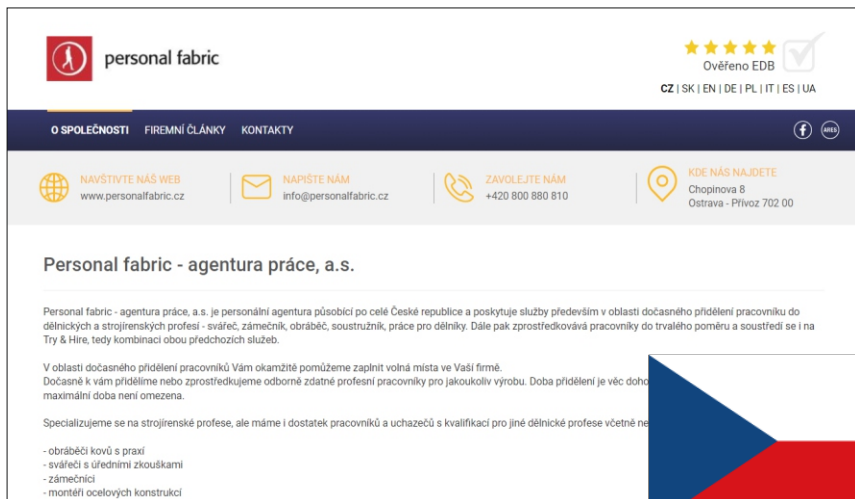 personal fabric
Ověřeno EDB
CZ | SK | EN | DE | PL | IT | ES | UA
O SPOLEČNOSTI FIREMNÍ ČLÁNKY KONTAKTY
f ARES
NAVŠTIVTE NÁŠ WEB
www.personalfabric.cz
NAPIŠTE NÁM
info@personalfabric.cz
ZAVOLEJTE NÁM
+420 800 880 810
KDE NÁS NAJDETE
Chopinova 8
Ostrava - Přívoz 702 00
Personal fabric - agentura práce, a.s.
Personal fabric - agentura práce, a.s. je personální agentura působící po celé České republice a poskytuje služby především v oblasti dočasného přidělení pracovníku do
dělnických a strojírenských profesí - svářeč, zámečník, obráběč, soustružník, práce pro dělníky. Dále pak zprostředkovává pracovníky do trvalého poměru a soustředí se i na
Try & Hire, tedy kombinaci obou předchozích služeb.
V oblasti dočasného přidělení pracovníků Vám okamžitě pomůžeme zaplnit volná místa ve Vaší firmě.
Dočasně k vám přidělíme nebo zprostředkujeme odborně zdatné profesní pracovníky pro jakoukoliv výrobu. Doba přidělení je věc doho
maximální doba není omezena.
Specializujeme se na strojírenské profese, ale máme i dostatek pracovníků a uchazečů s kvalifikací pro jiné dělnické profese včetně ne
- obráběči kovů s praxí
- svářeči s úředními zkouškami
- zámečníci
- montéři ocelových konstrukcí